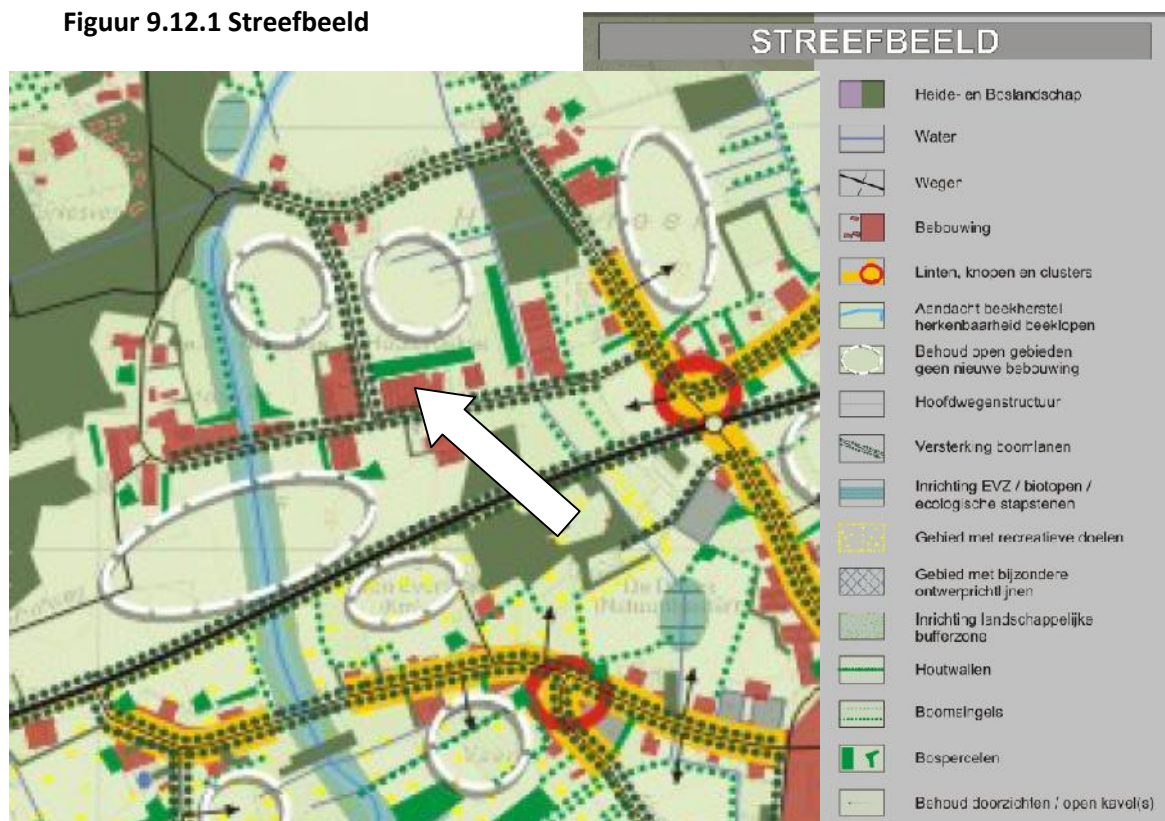 Figuur 9.12.1 Streefbeeld
STREEFBEELD
Heide- en Boslandschap
Water
Wegen
Bebouwing
Linten, knopen en clusters
Aandacht beekherstel
herkenbaarheid beeklopen
Behoud open gebieden
geen nieuwe bebouwing
Hoofdwegenstructuur
Versterking boomlanen
Inrichting EVZ / biotopen /
ecologische stapstenen
Gebied met recreatieve doelen
Gebied met bijzondere
ontwerprichtlijnen
Inrichting landschappelijke
bufferzone
Houtwallen
Boomsingels
Bospercelen
Behoud doorzichten / open kavel(s)